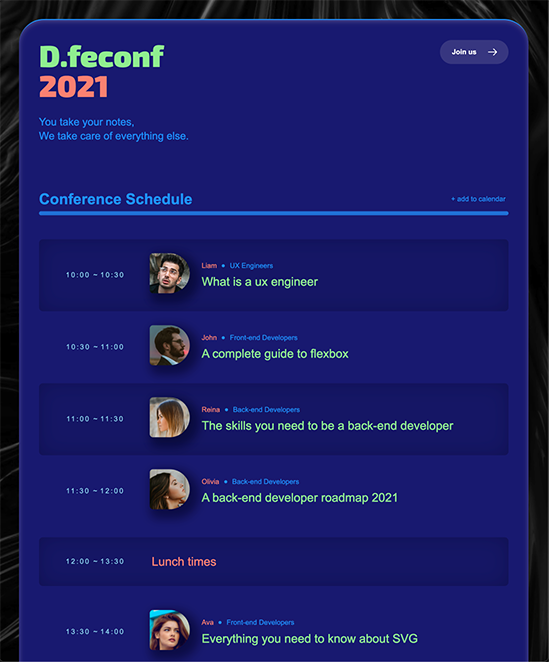 D.feconf
2021
Join us
You take your notes,
We take care of everything else.
Conference Schedule
+ add to calendar
10:00 ~ 10:30
Liam • UX Engineers
What is a ux engineer
10:30 ~ 11:00
John • Front-end Developers
A complete guide to flexbox
11:00 ~ 11:30
Reina • Back-end Developers
The skills you need to be a back-end developer
11:30 ~ 12:00
Olivia • Back-end Developers
A back-end developer roadmap 2021
12:00 ~ 13:30
Lunch times
13:30 ~ 14:00
Ava • Front-end Developers
Everything you need to know about SVG